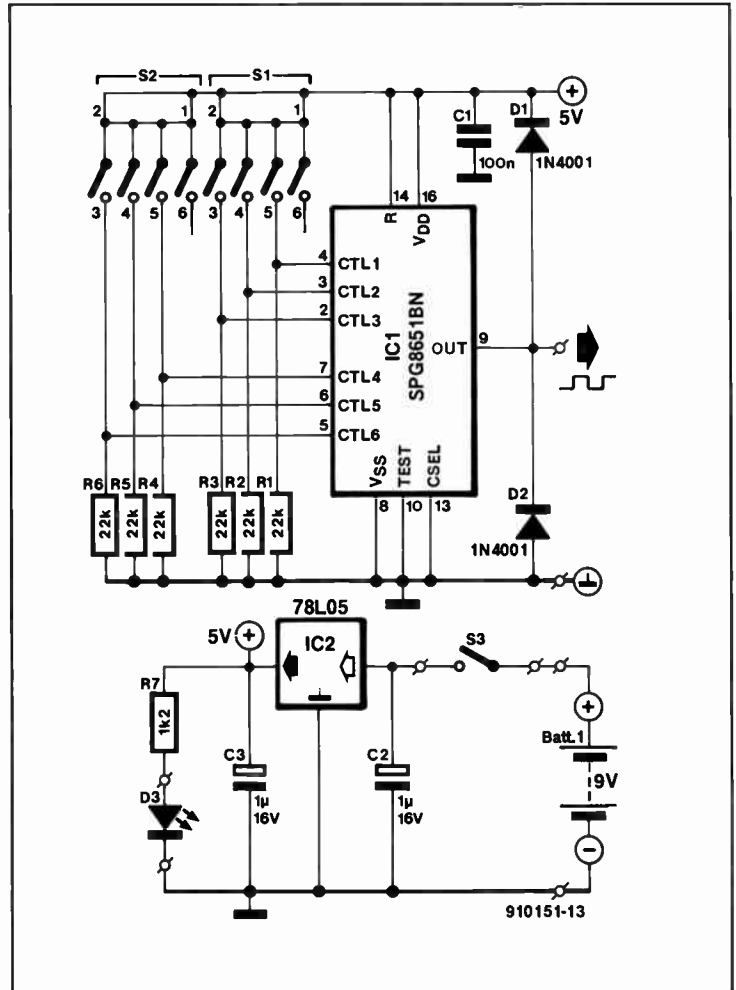 S2 S1
2 1 2 1
3 4 5 6 3 4 5 6
C1
100n
D1
1N4001
5V
14 16
R VDD
4 CTL1
3 CTL2
2 CTL3
7 CTL4
6 CTL5
5 CTL6
IC1
SPG8651BN
OUT 9
VSS TEST CSEL
8 10 13
R6 R5 R4 R3 R2 R1
22k 22k 22k 22k 22k 22k
D2
1N4001
78L05
IC2
5V
S3
R7
1k2
D3
C3
1µ
16V
C2
1µ
16V
Batt.1
9V
910151-13